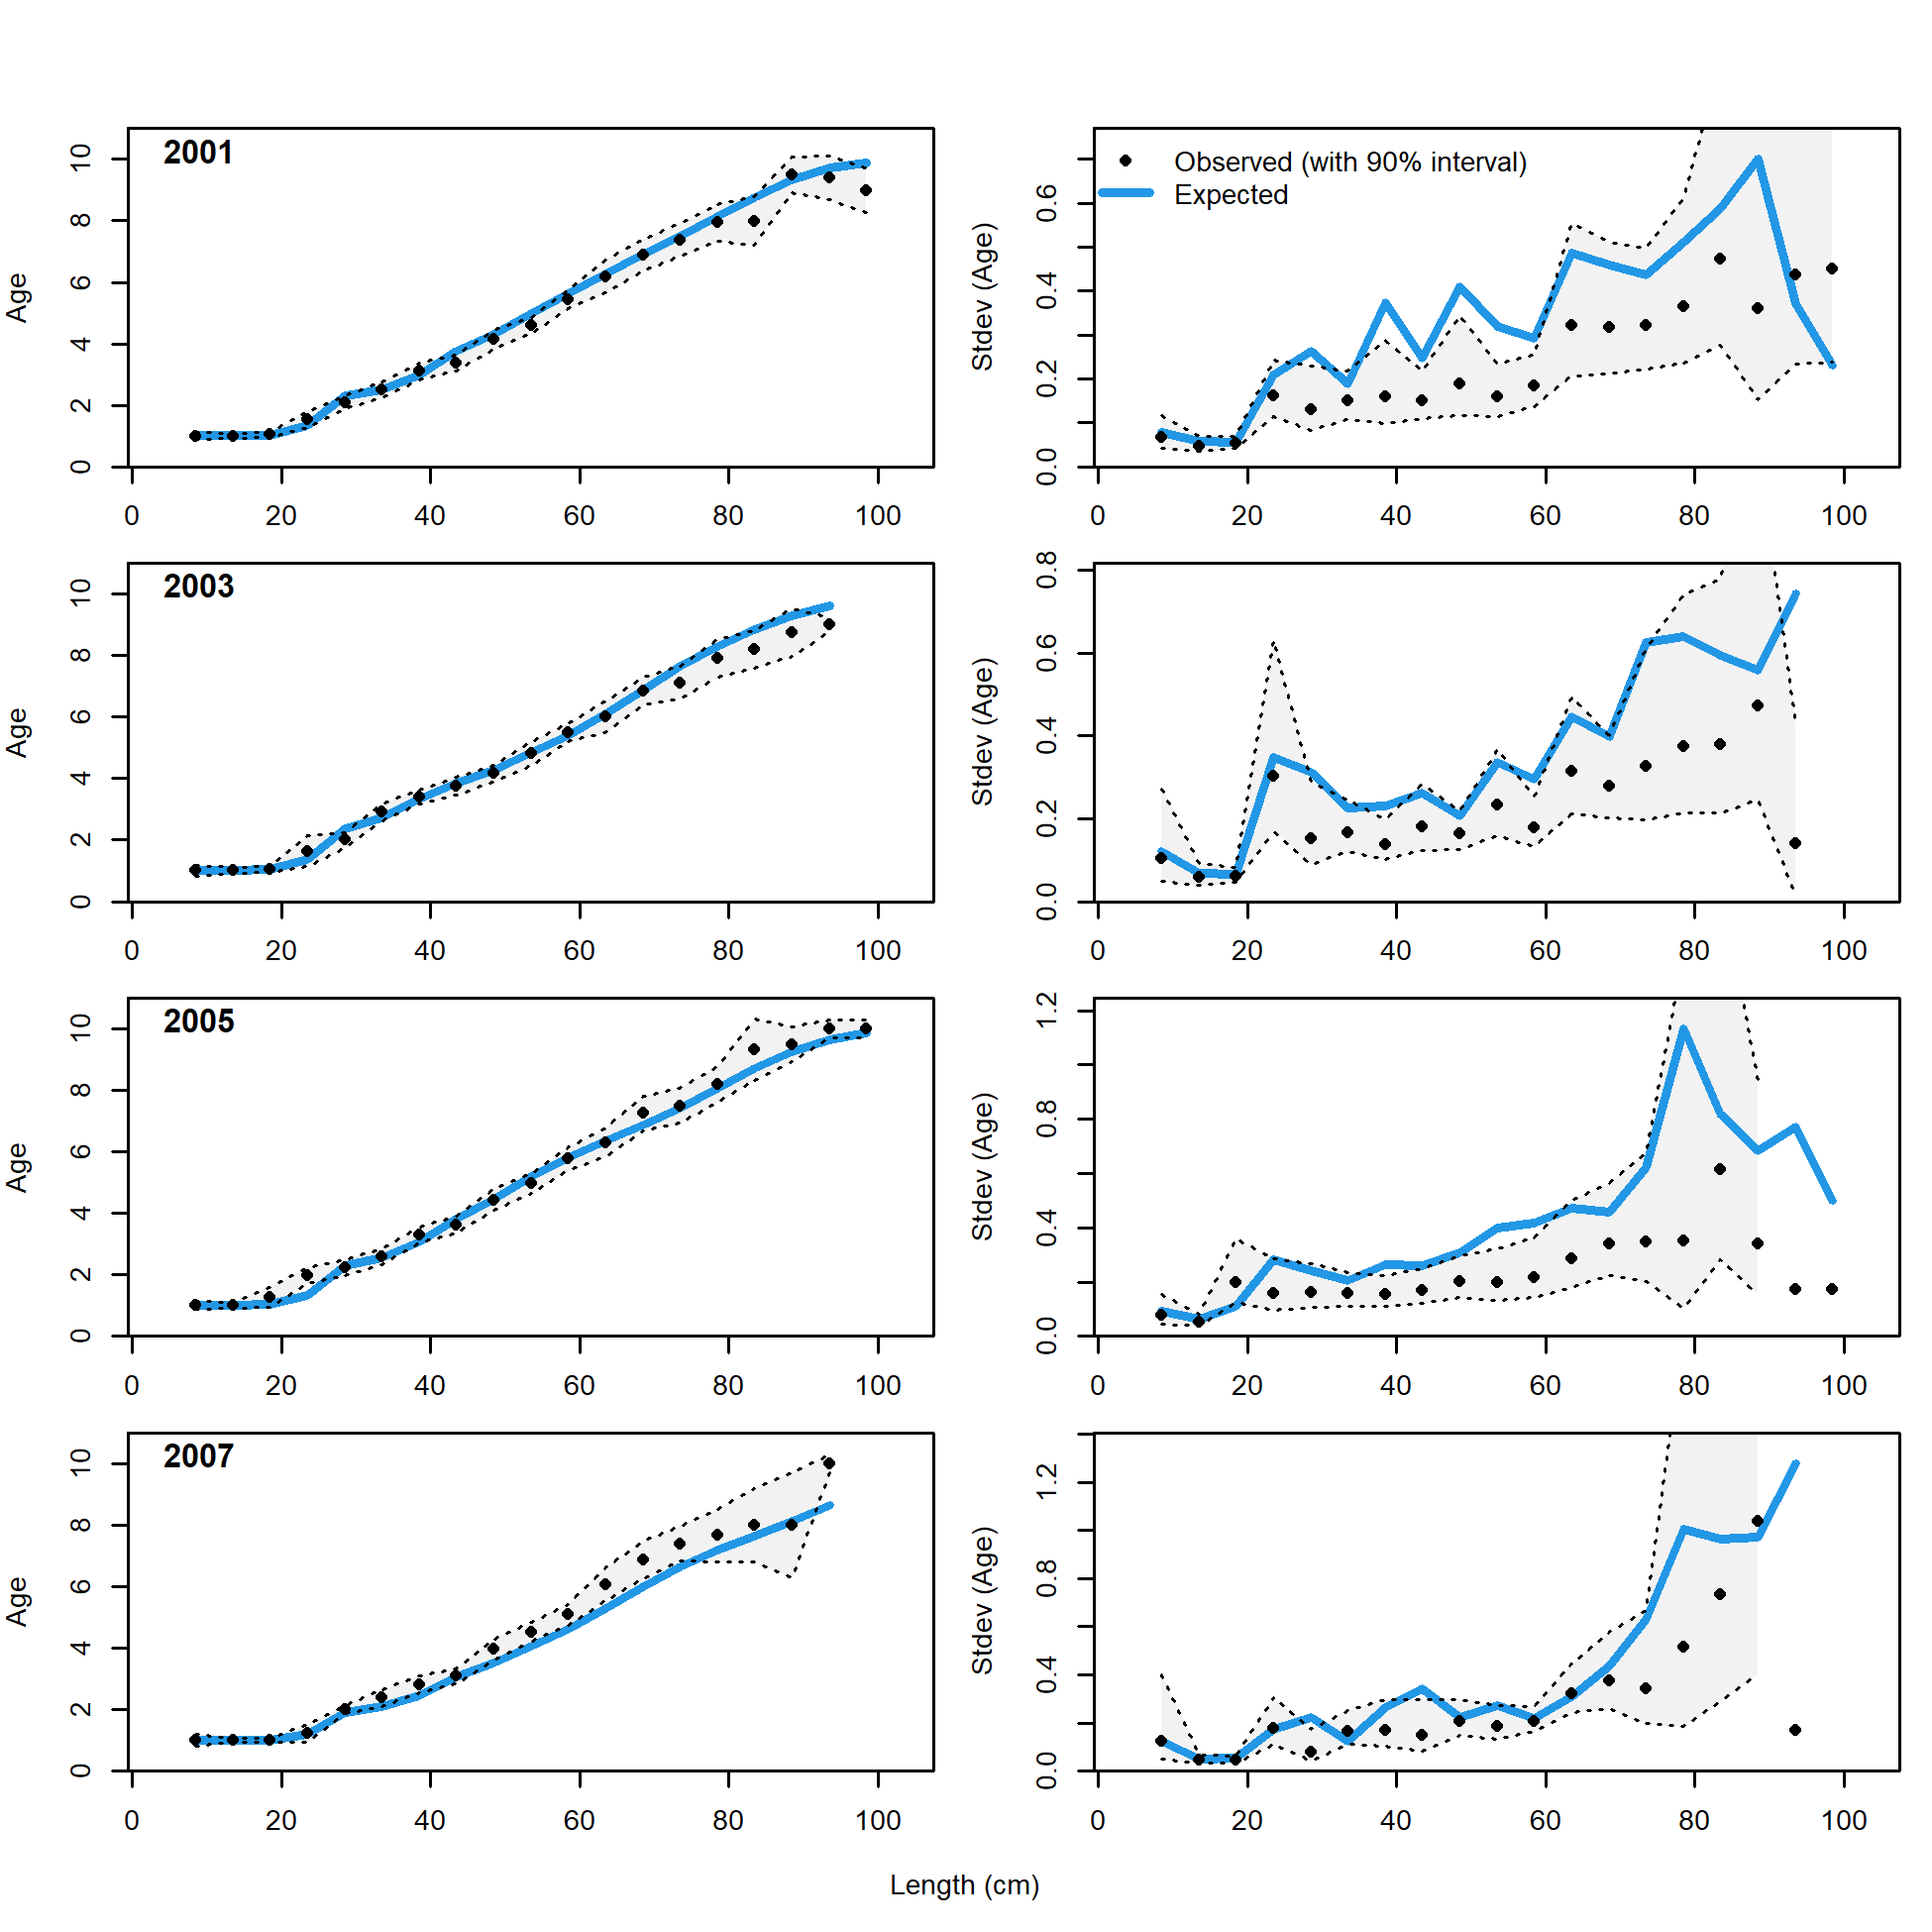 2001
Age
0 2 4 6 8 10
0 20 40 60 80 100
Observed (with 90% interval)
Expected
Stdev (Age)
0.0 0.2 0.4 0.6
0 20 40 60 80 100
2003
Age
0 2 4 6 8 10
0 20 40 60 80 100
Stdev (Age)
0.0 0.2 0.4 0.6 0.8
0 20 40 60 80 100
2005
Age
0 2 4 6 8 10
0 20 40 60 80 100
Stdev (Age)
0.0 0.4 0.8 1.2
0 20 40 60 80 100
2007
Age
0 2 4 6 8 10
0 20 40 60 80 100
Stdev (Age)
0.0 0.4 0.8 1.2
0 20 40 60 80 100
Length (cm)